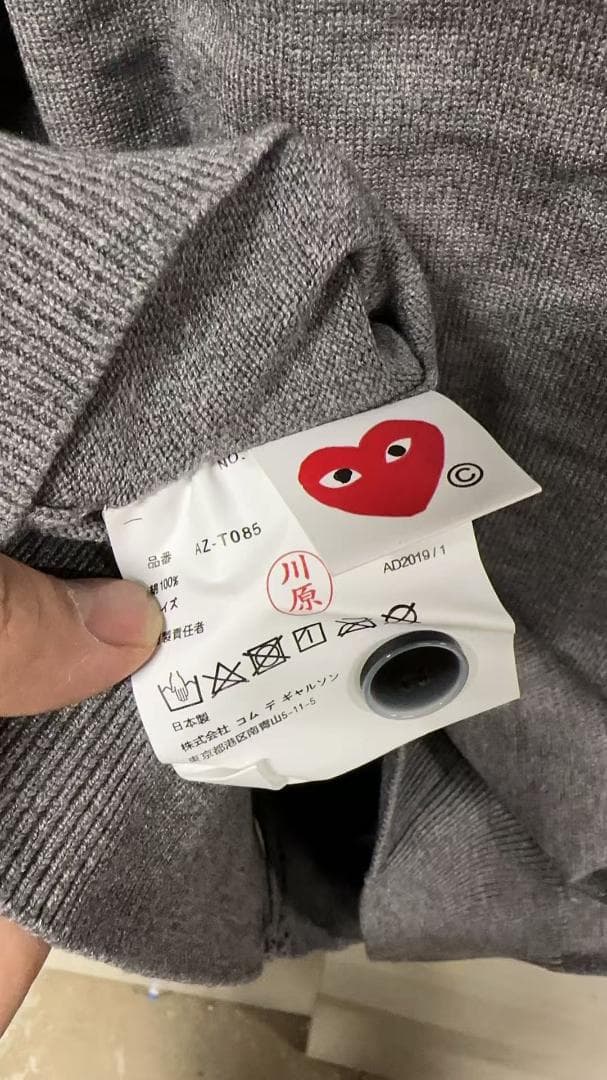 NO.
©
品番 AZ-T085
AD2019/1
綿100%
川原
イズ
製責任者
日本製
株式会社 コム デ ギャルソン
東京都港区南青山5-11-5